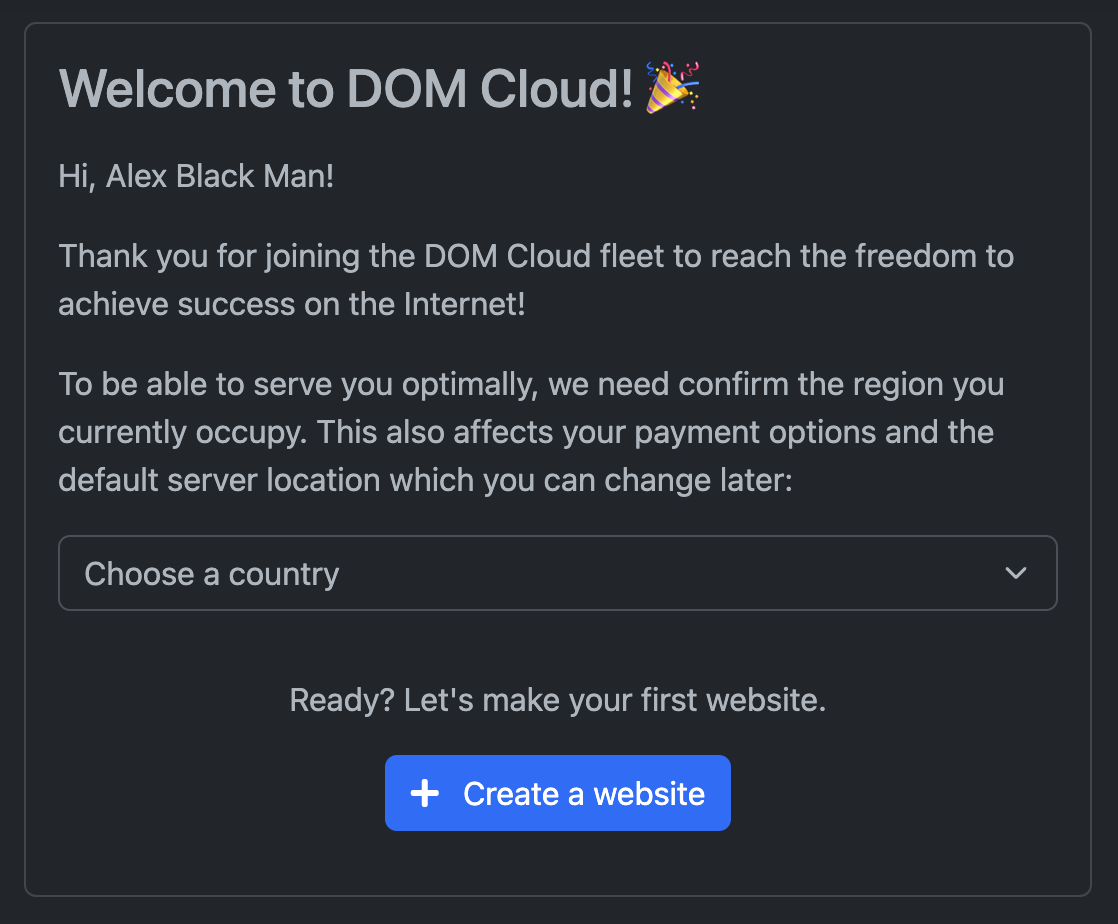 Welcome to DOM Cloud! 🎉
Hi, Alex Black Man!
Thank you for joining the DOM Cloud fleet to reach the freedom to
achieve success on the Internet!
To be able to serve you optimally, we need confirm the region you
currently occupy. This also affects your payment options and the
default server location which you can change later:
Choose a country
Ready? Let's make your first website.
+ Create a website